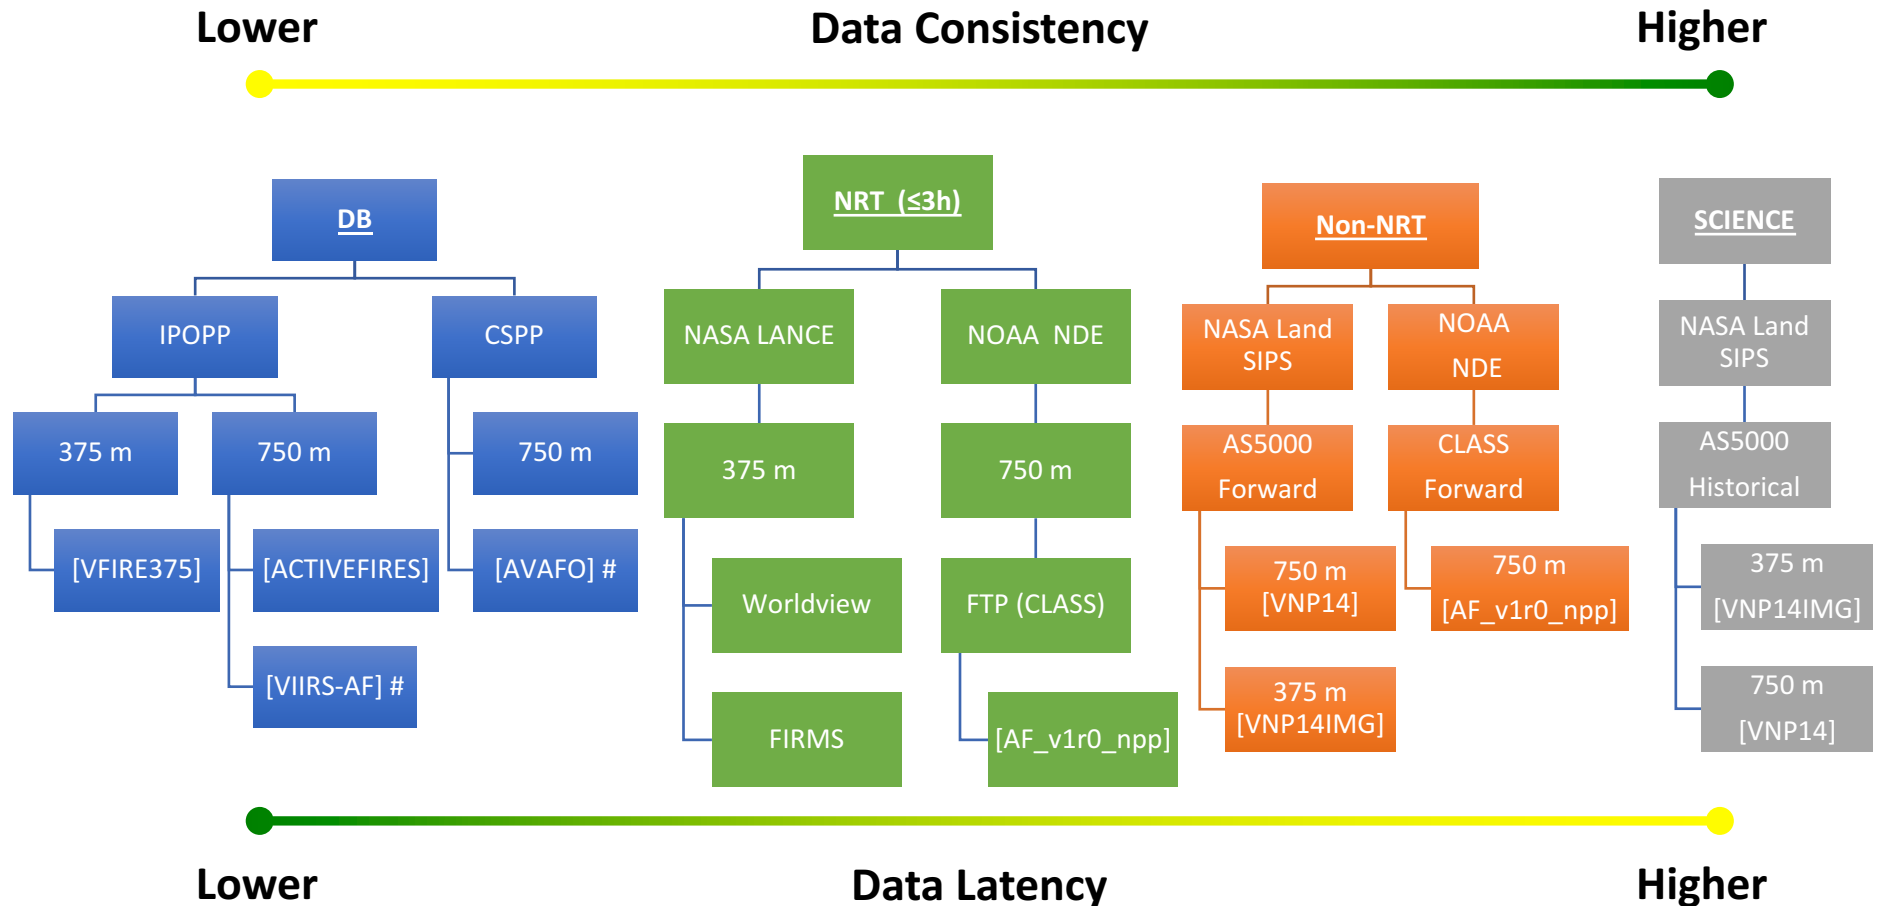 Lower
Data Consistency
Higher
DB
IPOPP
CSPP
375 m
750 m
750 m
[VFIRE375]
[ACTIVEFIRES]
[AVAFO] #
[VIIRS-AF] #
NRT (≤3h)
NASA LANCE
NOAA NDE
375 m
750 m
Worldview
FTP (CLASS)
FIRMS
[AF_v1r0_npp]
Non-NRT
NASA Land
SIPS
NOAA
NDE
AS5000
Forward
CLASS
Forward
750 m
[VNP14]
750 m
[AF_v1r0_npp]
375 m
[VNP14IMG]
SCIENCE
NASA Land
SIPS
AS5000
Historical
375 m
[VNP14IMG]
750 m
[VNP14]
Lower
Data Latency
Higher